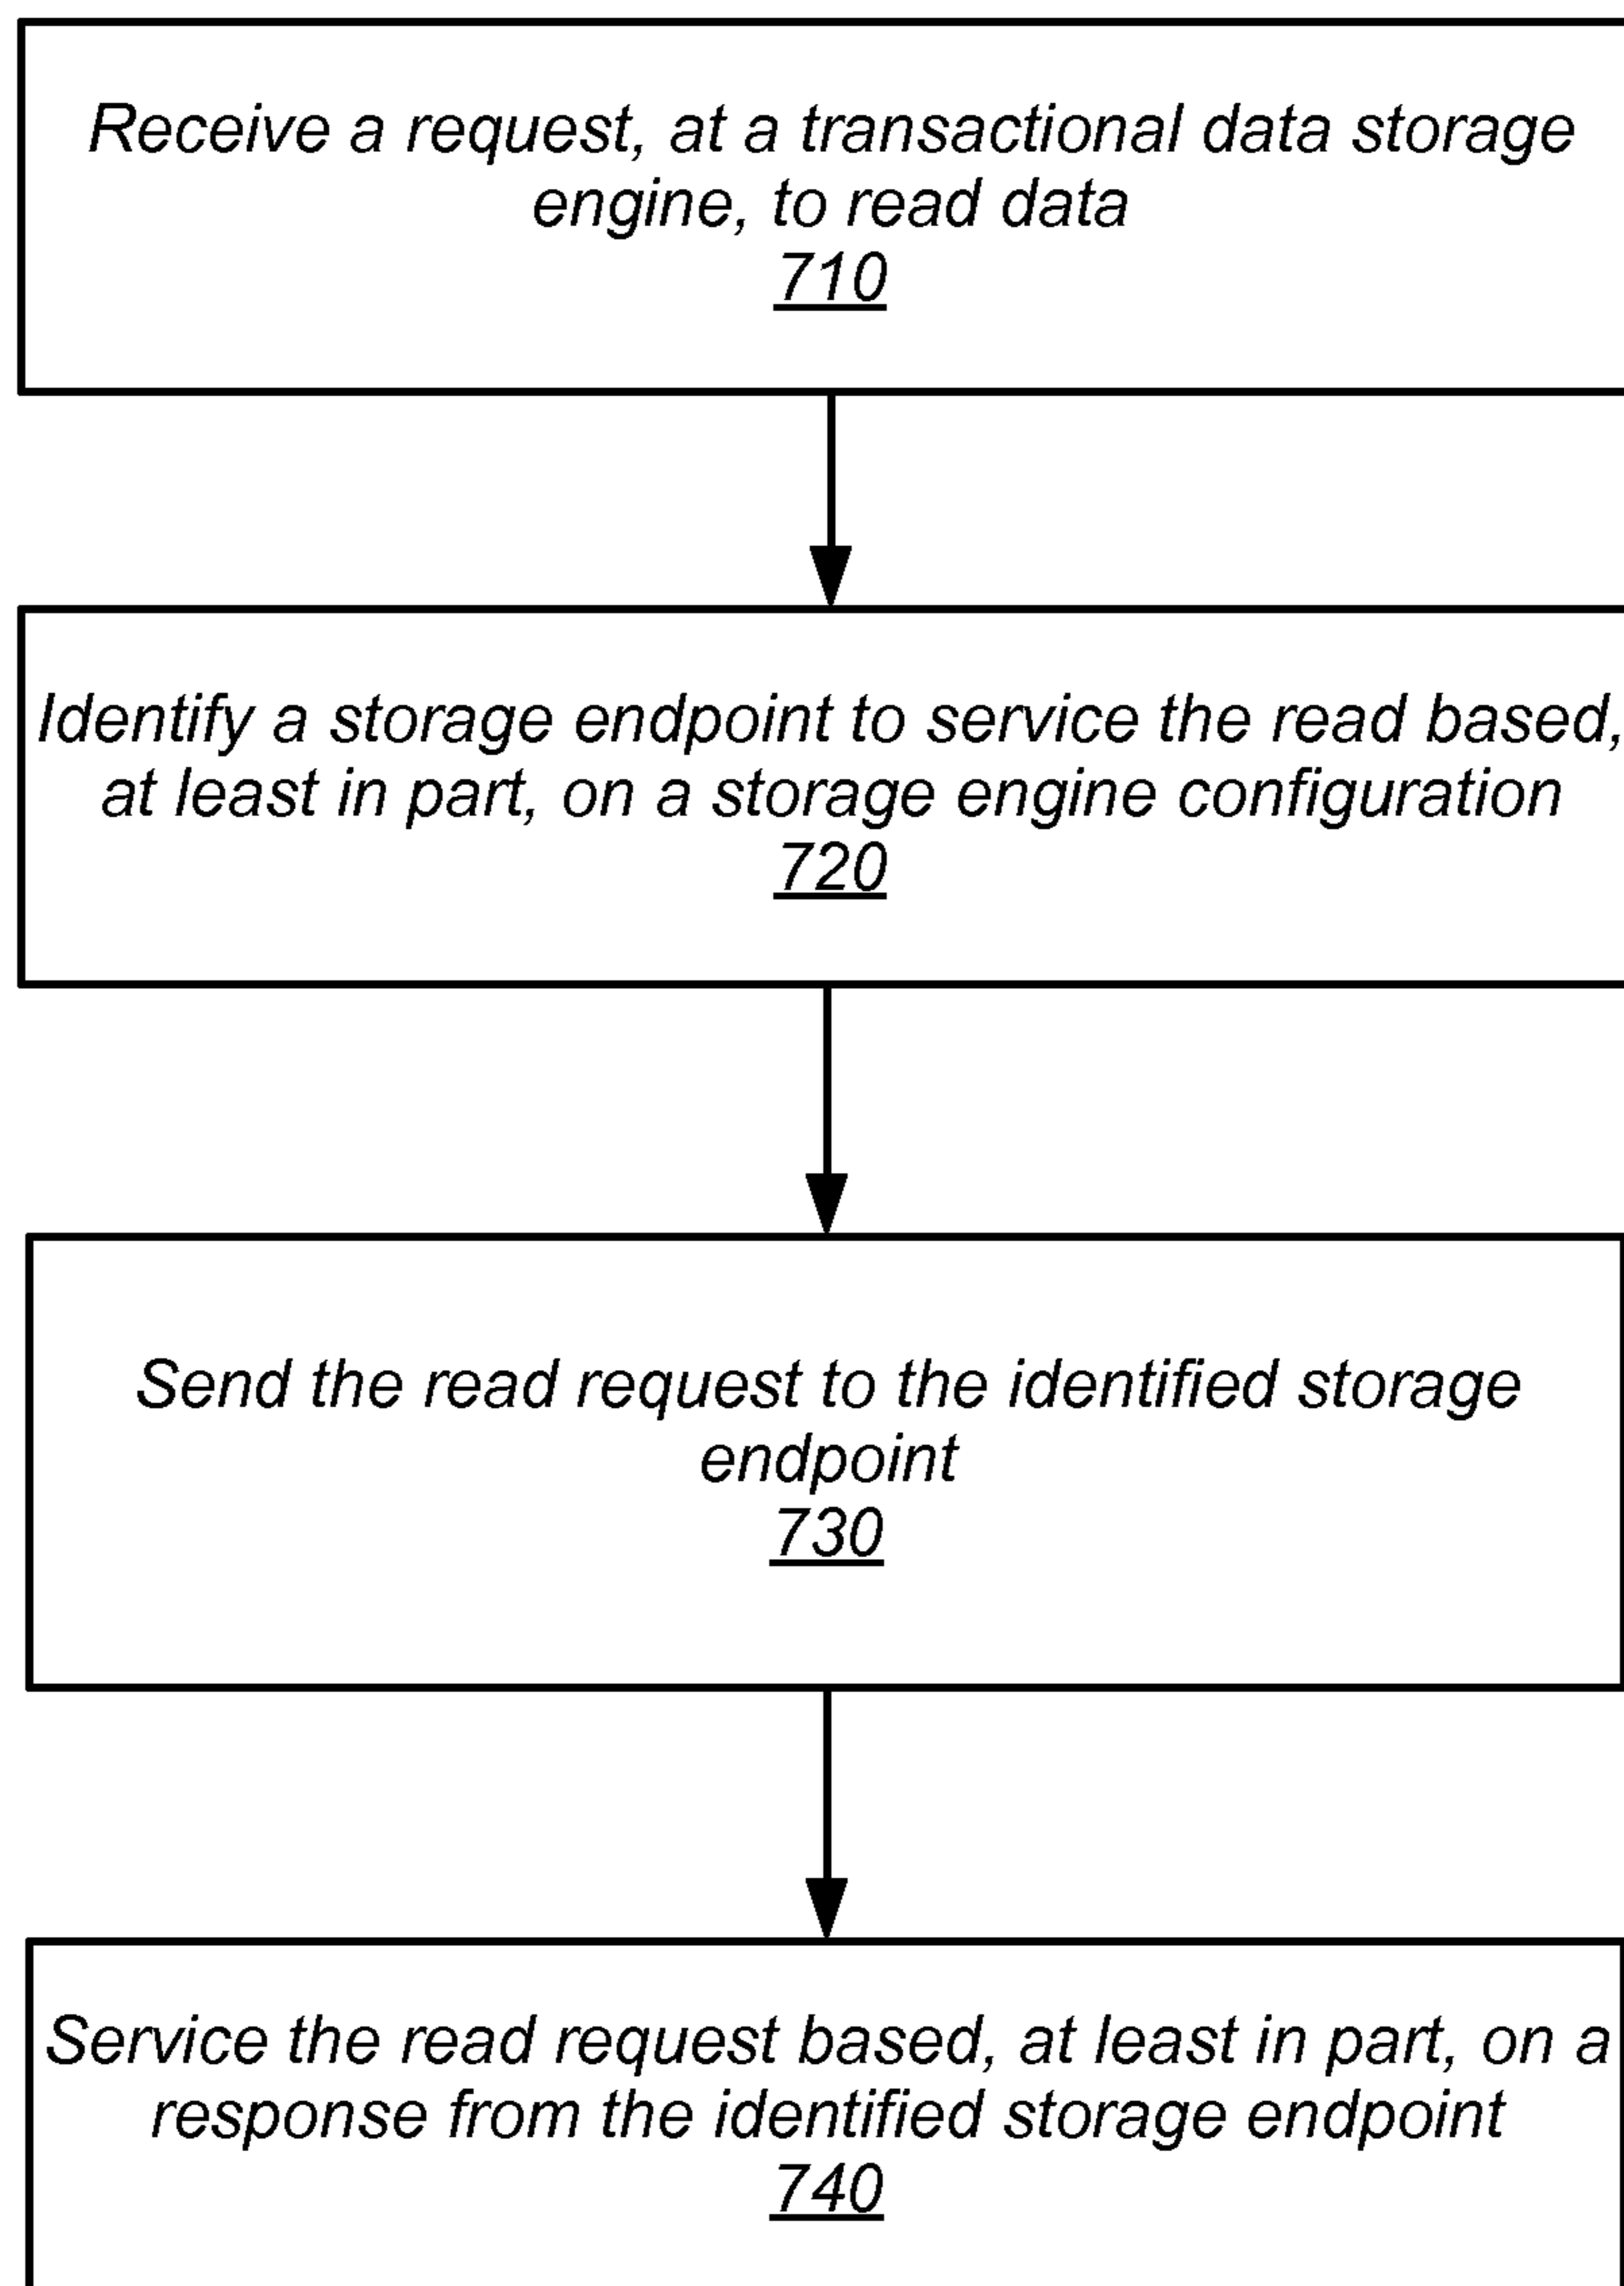 Receive a request, at a transactional data storage
engine, to read data
710
Identify a storage endpoint to service the read based,
at least in part, on a storage engine configuration
720
Send the read request to the identified storage
endpoint
730
Service the read request based, at least in part, on a
response from the identified storage endpoint
740